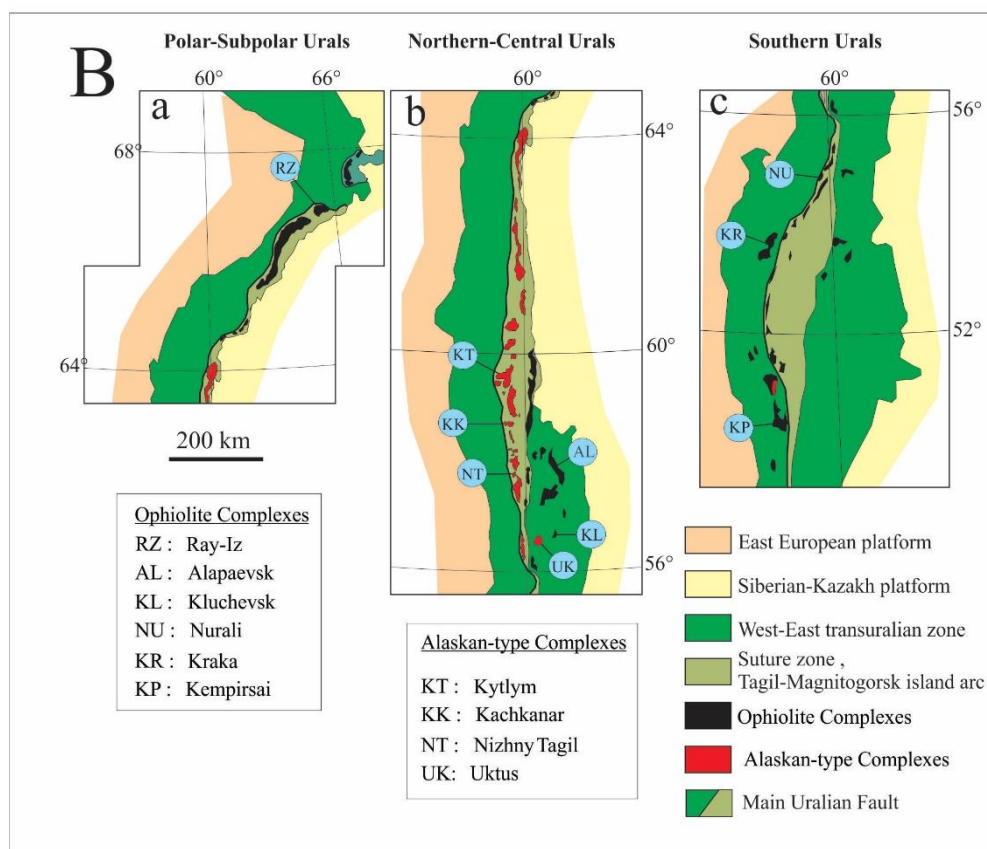 B
Polar-Subpolar Urals
60° 66°
a
68°
RZ
64°
200 km
Ophiolite Complexes
RZ : Ray-Iz
AL : Alapaevsk
KL : Kluchevsk
NU : Nurali
KR : Kraka
KP : Kempirsai
Northern-Central Urals
60°
b
64°
60°
KT
KK
NT
AL
KL
UK
56°
Alaskan-type Complexes
KT : Kytlym
KK : Kachkanar
NT : Nizhny Tagil
UK: Uktus
Southern Urals
60°
c
56°
NU
KR
52°
KP
East European platform
Siberian-Kazakh platform
West-East transuralian zone
Suture zone ,
Tagil-Magnitogorsk island arc
Ophiolite Complexes
Alaskan-type Complexes
Main Uralian Fault